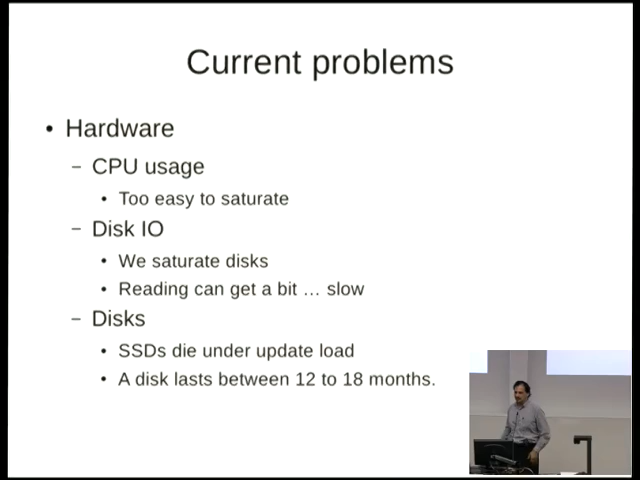 Current problems
• Hardware
– CPU usage
• Too easy to saturate
– Disk IO
• We saturate disks
• Reading can get a bit … slow
– Disks
• SSDs die under update load
• A disk lasts between 12 to 18 months.